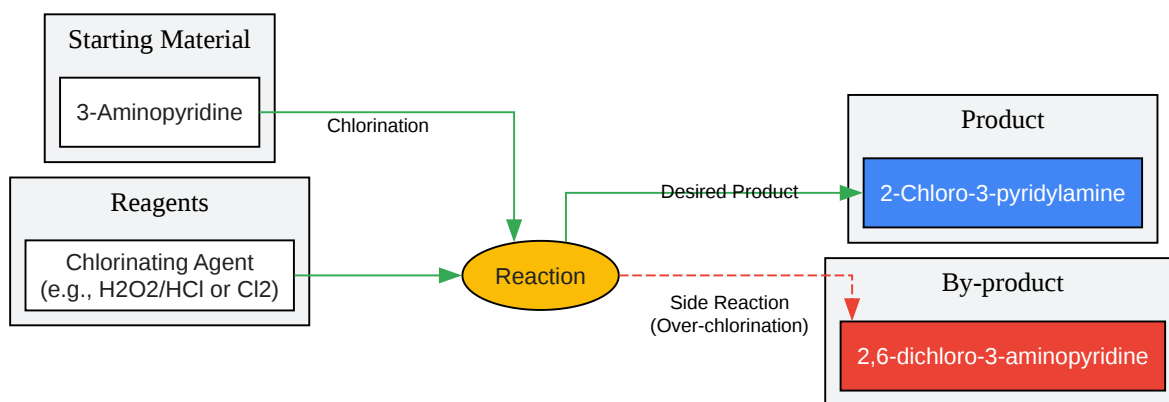 Starting Material
3-Aminopyridine
Chlorination
Reagents
Chlorinating Agent
(e.g., H2O2/HCl or Cl2)
Reaction
Desired Product
Product
2-Chloro-3-pyridylamine
Side Reaction
(Over-chlorination)
By-product
2,6-dichloro-3-aminopyridine